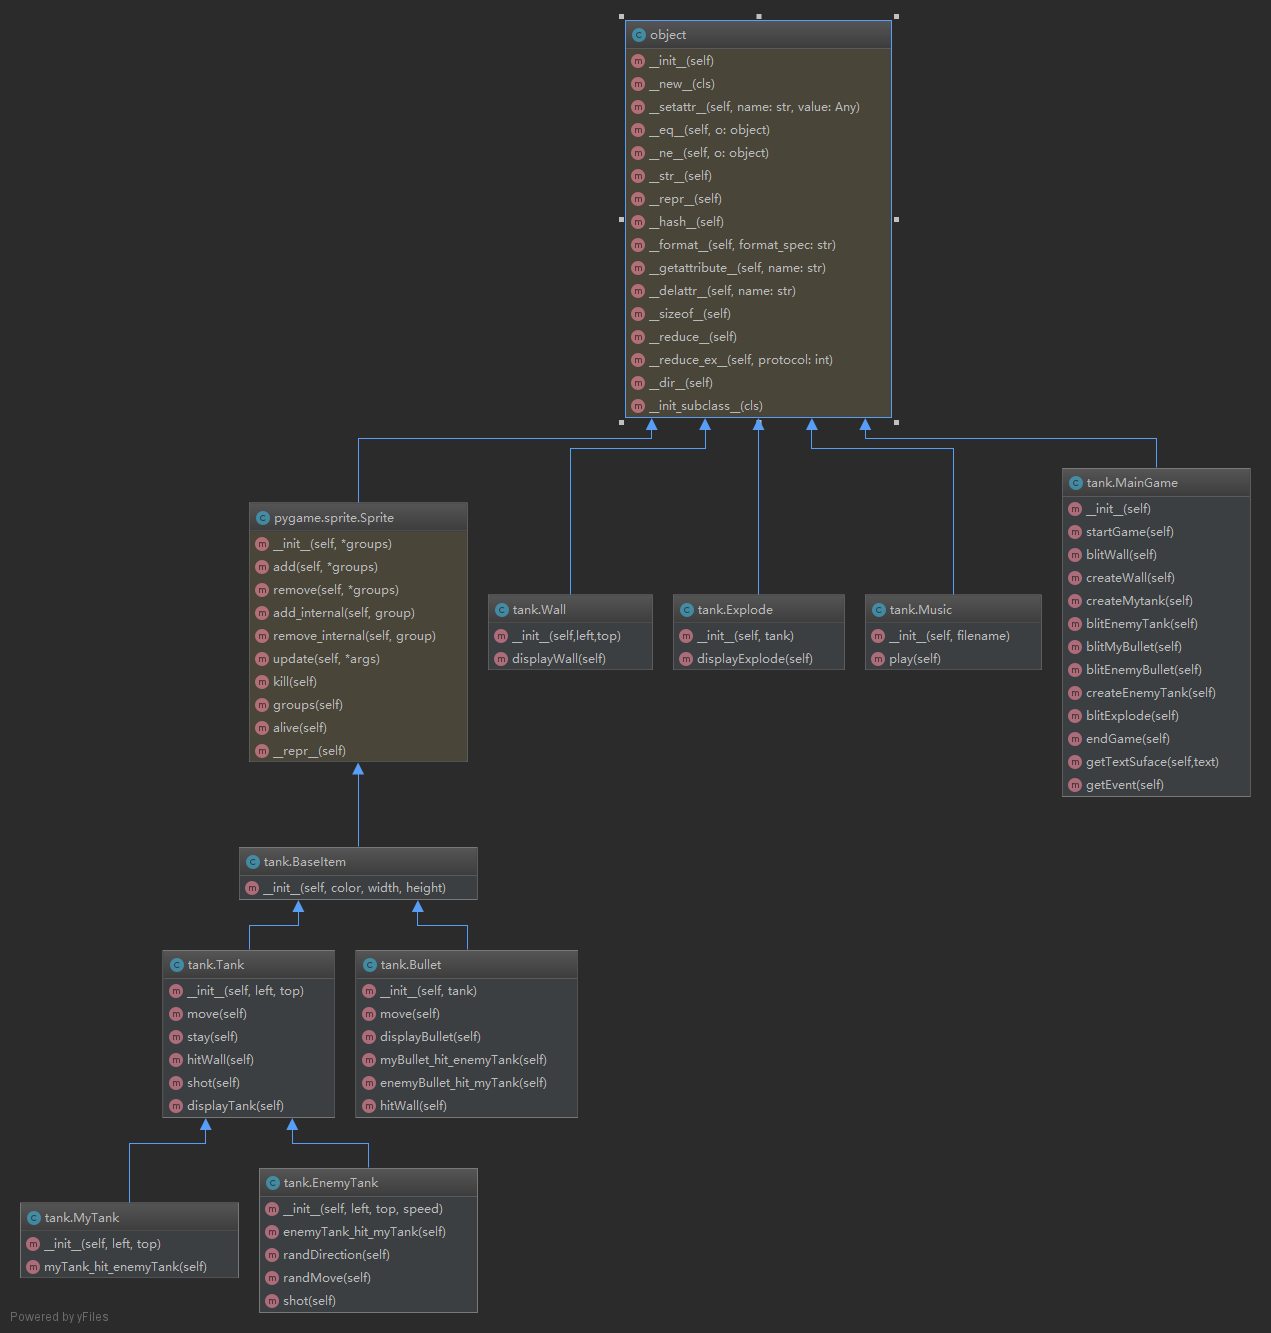 object
__init__(self)
__new__(cls)
__setattr__(self, name: str, value: Any)
__eq__(self, o: object)
__ne__(self, o: object)
__str__(self)
__repr__(self)
__hash__(self)
__format__(self, format_spec: str)
__getattribute__(self, name: str)
__delattr__(self, name: str)
__sizeof__(self)
__reduce__(self)
__reduce_ex__(self, protocol: int)
__dir__(self)
__init_subclass__(cls)
pygame.sprite.Sprite
__init__(self, *groups)
add(self, *groups)
remove(self, *groups)
add_internal(self, group)
remove_internal(self, group)
update(self, *args)
kill(self)
groups(self)
alive(self)
__repr__(self)
tank.Wall
__init__(self,left,top)
displayWall(self)
tank.Explode
__init__(self, tank)
displayExplode(self)
tank.Music
__init__(self, filename)
play(self)
tank.MainGame
__init__(self)
startGame(self)
blitWall(self)
createWall(self)
createMytank(self)
blitEnemyTank(self)
blitMyBullet(self)
blitEnemyBullet(self)
createEnemyTank(self)
blitExplode(self)
endGame(self)
getTextSuface(self,text)
getEvent(self)
tank.BaseItem
__init__(self, color, width, height)
tank.Tank
__init__(self, left, top)
move(self)
stay(self)
hitWall(self)
shot(self)
displayTank(self)
tank.Bullet
__init__(self, tank)
move(self)
displayBullet(self)
myBullet_hit_enemyTank(self)
enemyBullet_hit_myTank(self)
hitWall(self)
tank.MyTank
__init__(self, left, top)
myTank_hit_enemyTank(self)
tank.EnemyTank
__init__(self, left, top, speed)
enemyTank_hit_myTank(self)
randDirection(self)
randMove(self)
shot(self)
Powered by yFiles